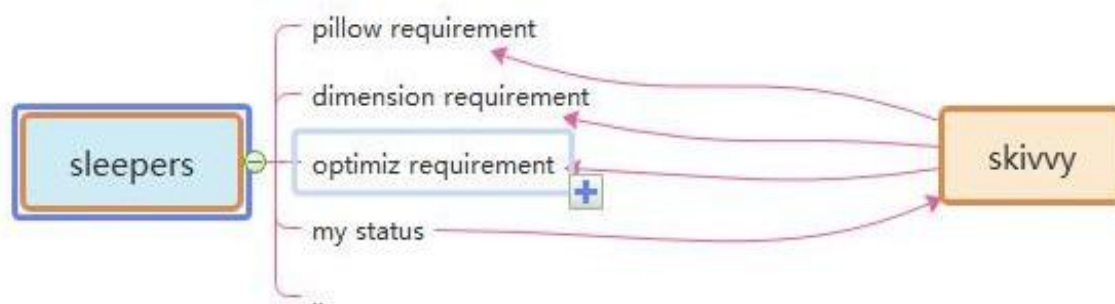 pillow requirement
dimension requirement
sleepers
optimiz requirement
skivvy
my status